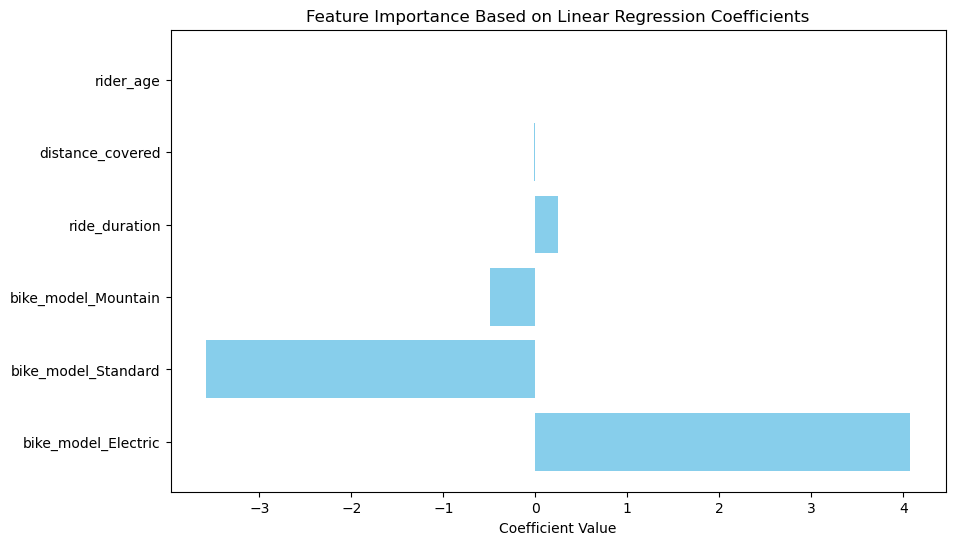 Feature Importance Based on Linear Regression Coefficients
rider_age
distance_covered
ride_duration
bike_model_Mountain
bike_model_Standard
bike_model_Electric
−3 −2 −1 0 1 2 3 4
Coefficient Value